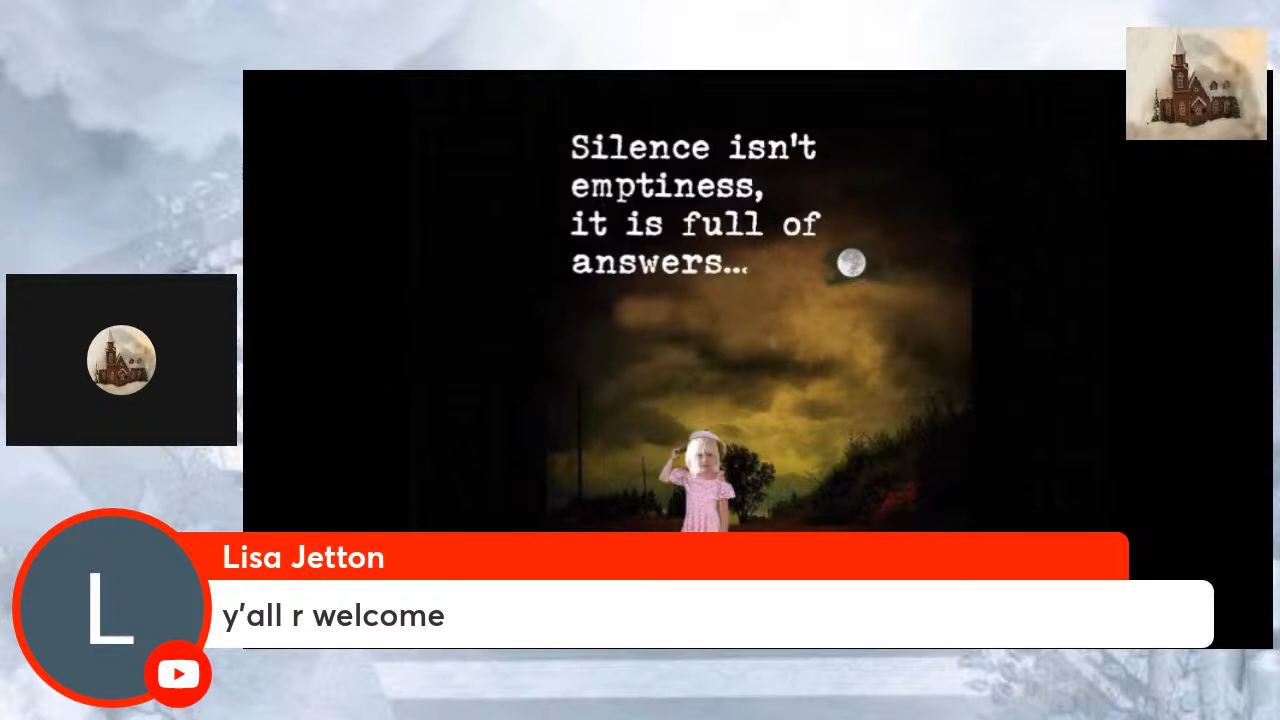 Silence isn't
emptiness,
it is full of
answers...
Lisa Jetton
L
y'all r welcome